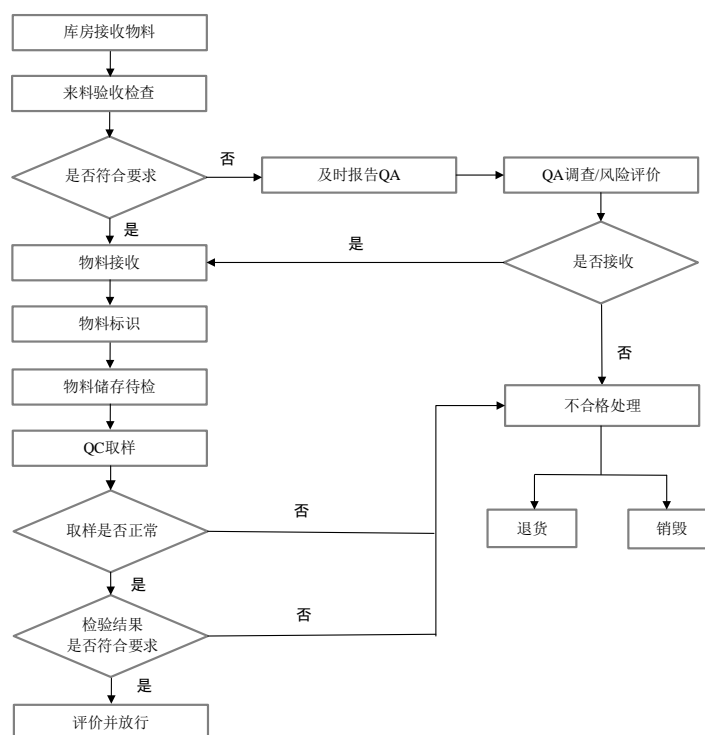 库房接收物料
来料验收检查
是否符合要求
否
及时报告QA
QA调查/风险评价
是
物料接收
是
是否接收
物料标识
否
物料储存待检
不合格处理
QC取样
取样是否正常
否
退货
销毁
是
检验结果
是否符合要求
否
是
评价并放行